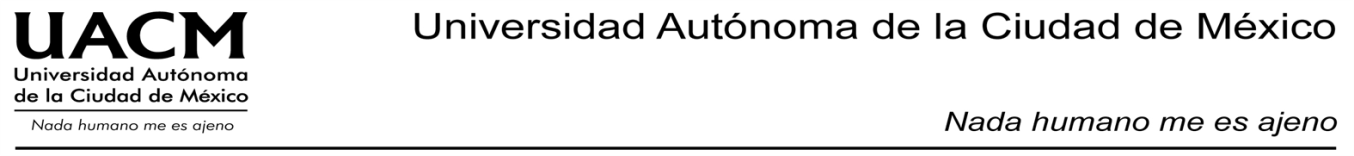 UACM
Universidad Autónoma
de la Ciudad de México
Nada humano me es ajeno
Universidad Autónoma de la Ciudad de México
Nada humano me es ajeno